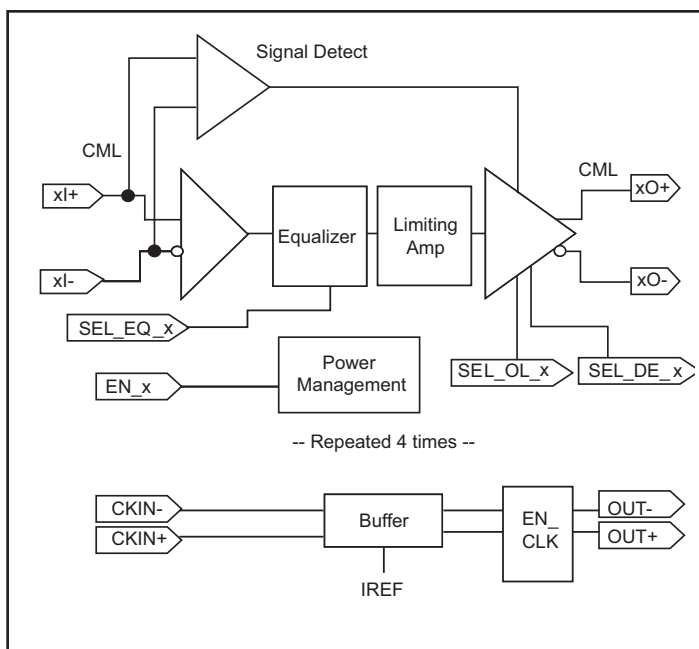 Signal Detect
CML
CML
xI+
xO+
Equalizer
Limiting
Amp
xI-
xO-
SEL_EQ_x
Power
Management
SEL_OL_x
SEL_DE_x
EN_x
-- Repeated 4 times --
CKIN-
OUT-
Buffer
EN_
CLK
CKIN+
OUT+
IREF